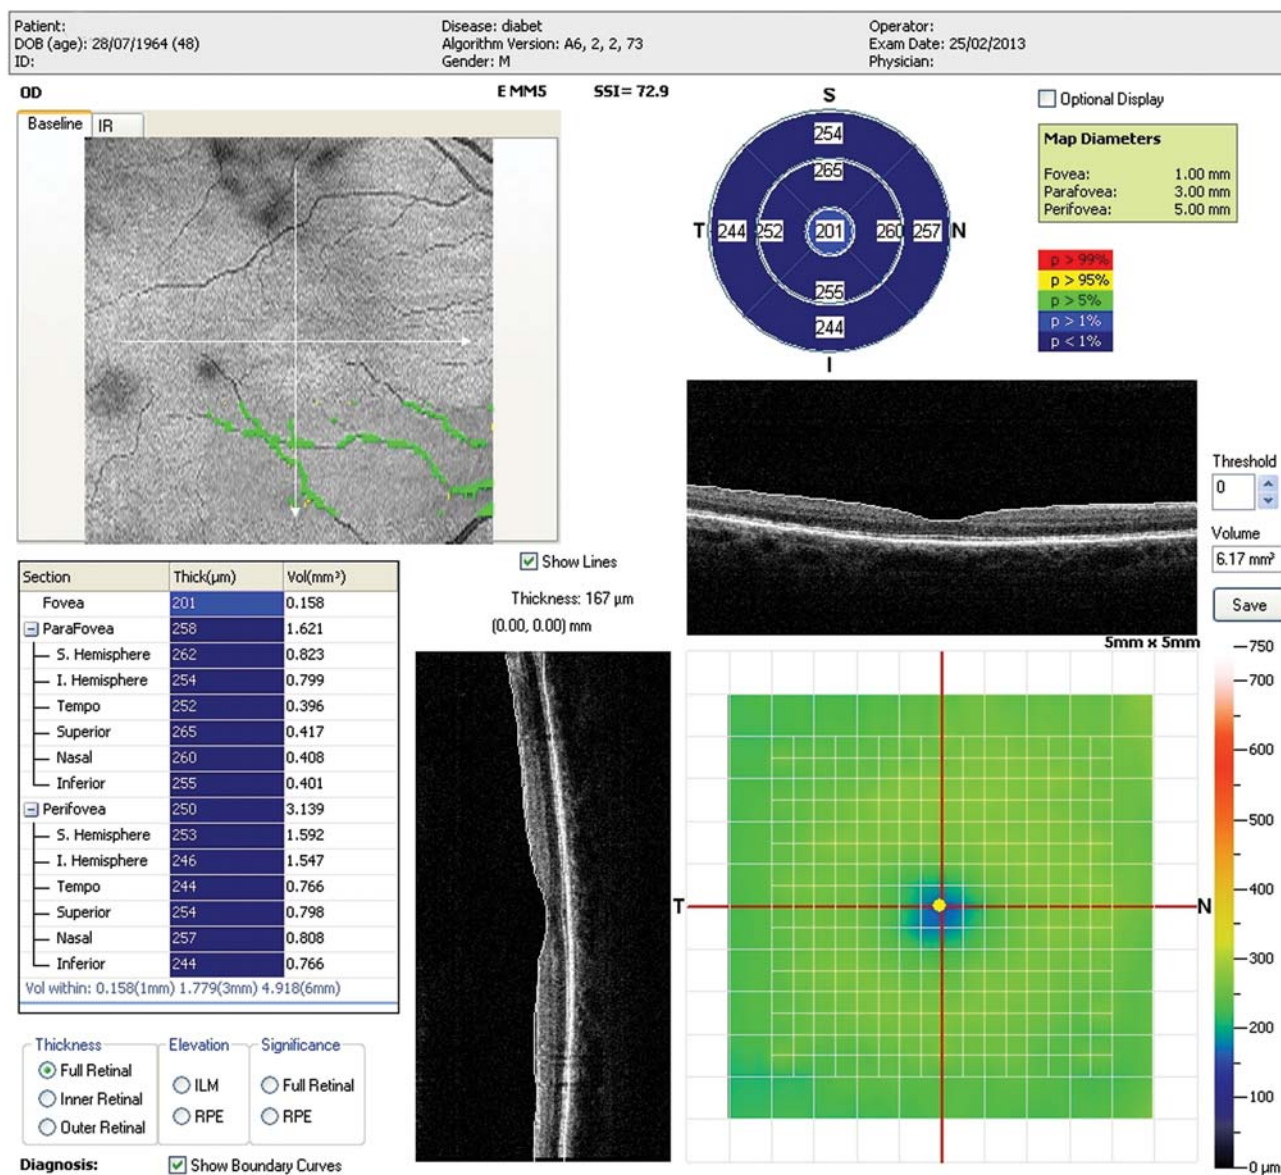 Patient: Disease: diabet Operator:
DOB (age): 28/07/1964 (48) Algorithm Version: A6, 2, 2, 73 Exam Date: 25/02/2013
ID: Gender: M Physician:
OD E MM5 SSI= 72.9
Baseline IR
S
254
265
T 244 252 201 260 257 N
255
244
I
Optional Display
Map Diameters
Fovea: 1.00 mm
Parafovea: 3.00 mm
Perifovea: 5.00 mm
p > 99%
p > 95%
p > 5%
p > 1%
p < 1%
Threshold
0
Volume
6.17 mm³
Save
Show Lines
Thickness: 167 µm
(0.00, 0.00) mm
Section Thick(µm) Vol(mm³)
Fovea 201 0.158
ParaFovea 258 1.621
S. Hemisphere 262 0.823
I. Hemisphere 254 0.799
Tempo 252 0.396
Superior 265 0.417
Nasal 260 0.408
Inferior 255 0.401
Perifovea 250 3.139
S. Hemisphere 253 1.592
I. Hemisphere 246 1.547
Tempo 244 0.766
Superior 254 0.798
Nasal 257 0.808
Inferior 244 0.766
Vol within: 0.158(1mm) 1.779(3mm) 4.918(6mm)
5mm x 5mm
T N
750
700
600
500
400
300
200
100
0 µm
Thickness Elevation Significance
Full Retinal ILM Full Retinal
Inner Retinal RPE RPE
Outer Retinal
Diagnosis: Show Boundary Curves